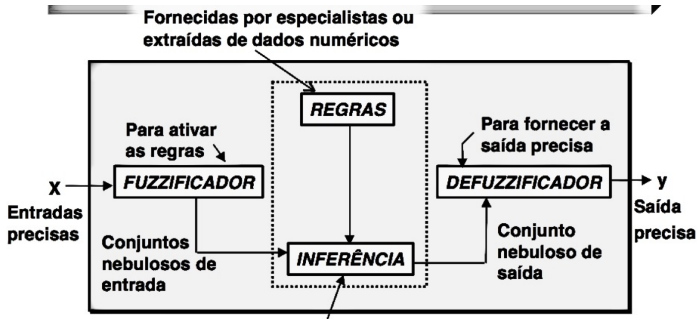 Fornecidas por especialistas ou
extraídas de dados numéricos
REGRAS
Para ativar
as regras
Para fornecer a
saída precisa
X
FUZZIFICADOR
DEFUZZIFICADOR
y
Entradas
precisas
Saída
precisa
Conjuntos
nebulosos de
entrada
INFERÊNCIA
Conjunto
nebuloso de
saída